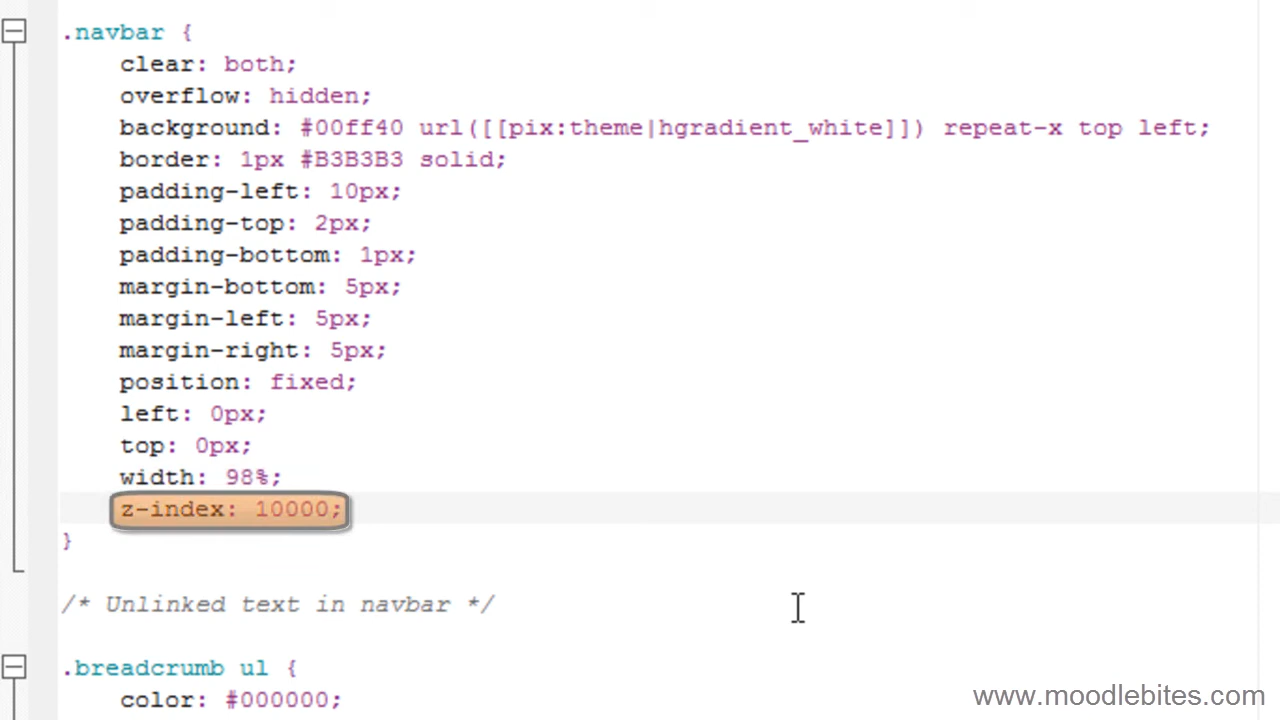 .navbar {
    clear: both;
    overflow: hidden;
    background: #00ff40 url([[pix:theme|hgradient_white]]) repeat-x top left;
    border: 1px #B3B3B3 solid;
    padding-left: 10px;
    padding-top: 2px;
    padding-bottom: 1px;
    margin-bottom: 5px;
    margin-left: 5px;
    margin-right: 5px;
    position: fixed;
    left: 0px;
    top: 0px;
    width: 98%;
    z-index: 10000;
}
/* Unlinked text in navbar */
.breadcrumb ul {
    color: #000000;
www.moodlebites.com